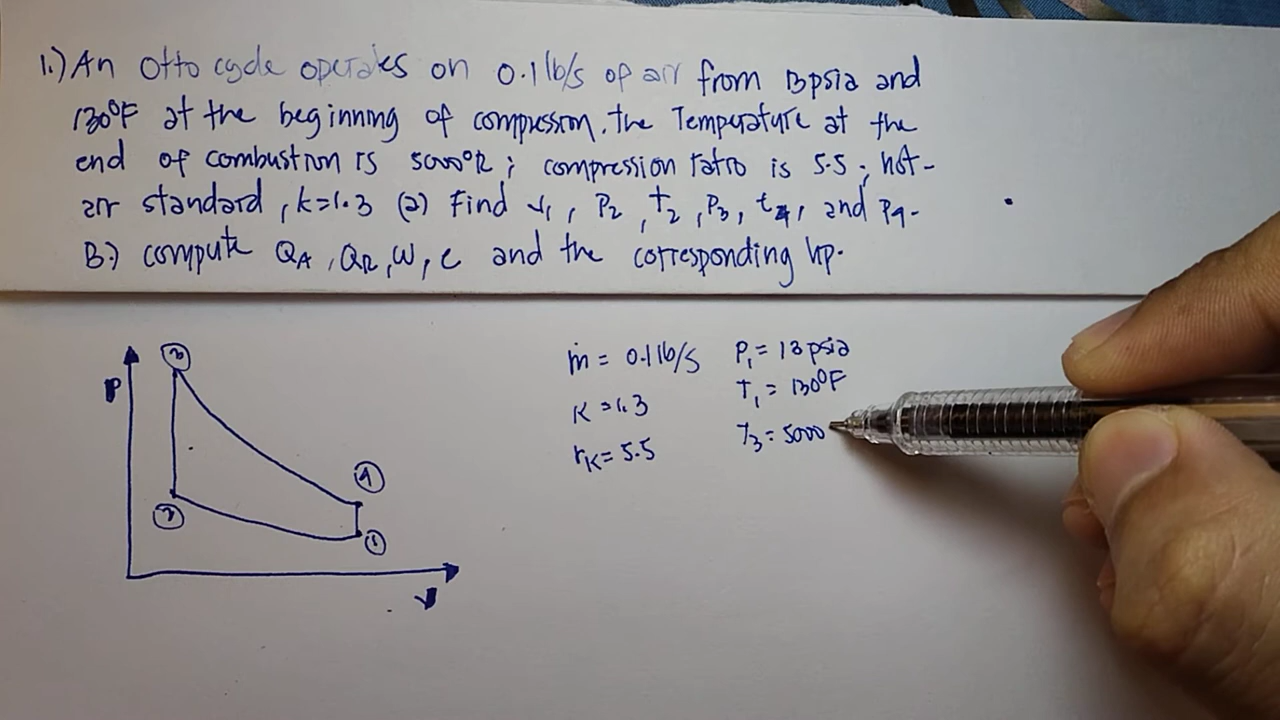 1.) An Otto cycle operates on 0.1 lb/s of air from 13psia and
130°F at the beginning of compression. the Temperature at the
end of combustion is 5000°R; compression ratio is 5.5; hot-
air standard, k=1.3 (a) Find V1, P2, t2, P3, t4, and P4.
B.) compute QA, QR, W, e and the corresponding hp.
P
3
2
4
1
V
ṁ = 0.1 lb/s
K = 1.3
rK = 5.5
P1 = 13 psia
T1 = 130°F
T3 = 5000